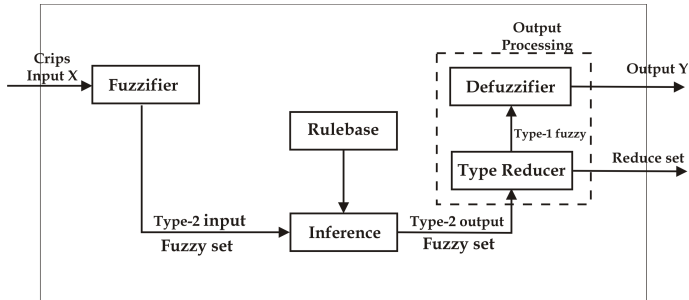 Output
Processing
Crips
Input X
Fuzzifier
Defuzzifier
Output Y
Type-1 fuzzy
Rulebase
Type Reducer
Reduce set
Type-2 input
Fuzzy set
Inference
Type-2 output
Fuzzy set